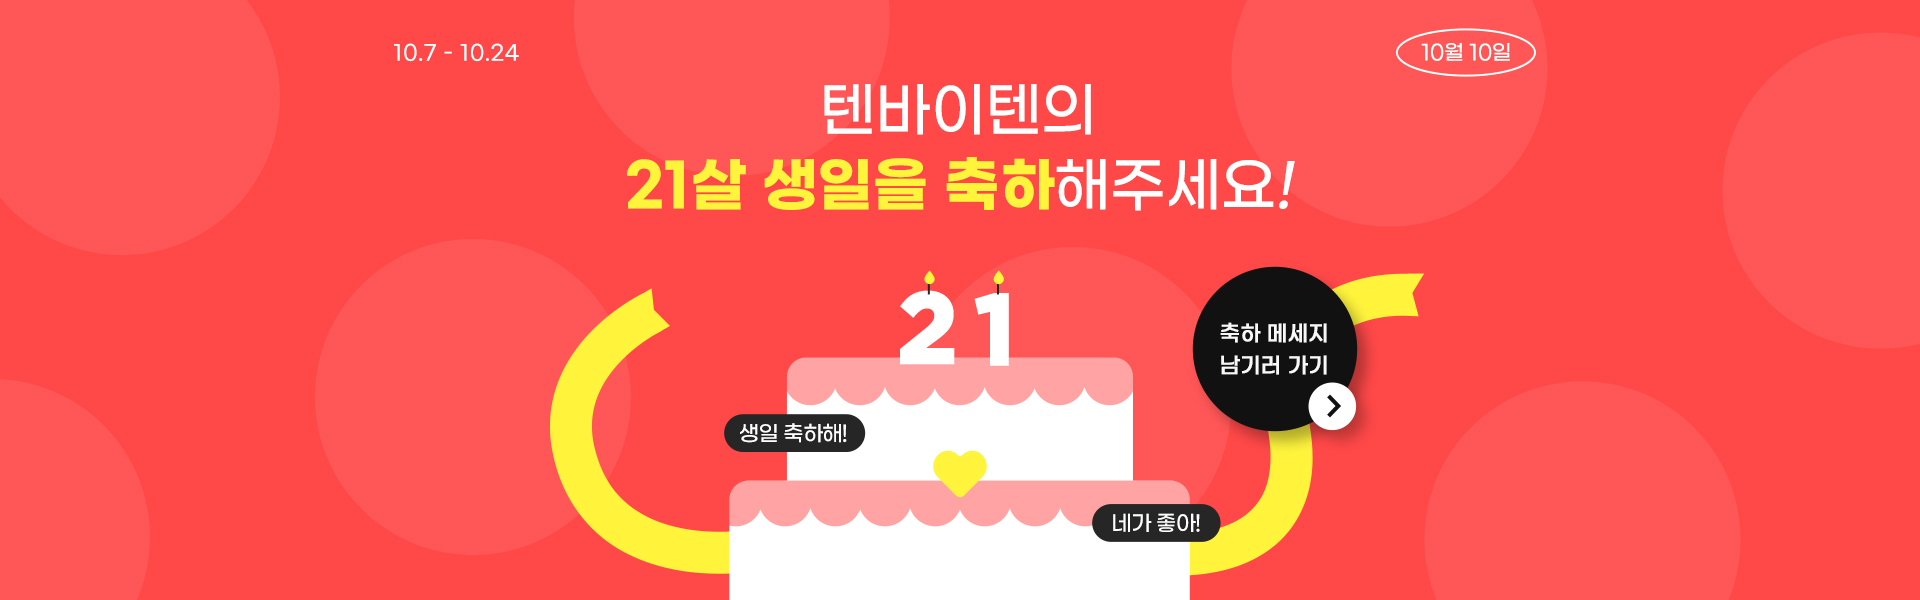 10.7 - 10.24
10월 10일
텐바이텐의
21살 생일을 축하해주세요!
21
축하 메세지
남기러 가기
생일 축하해!
네가 좋아!